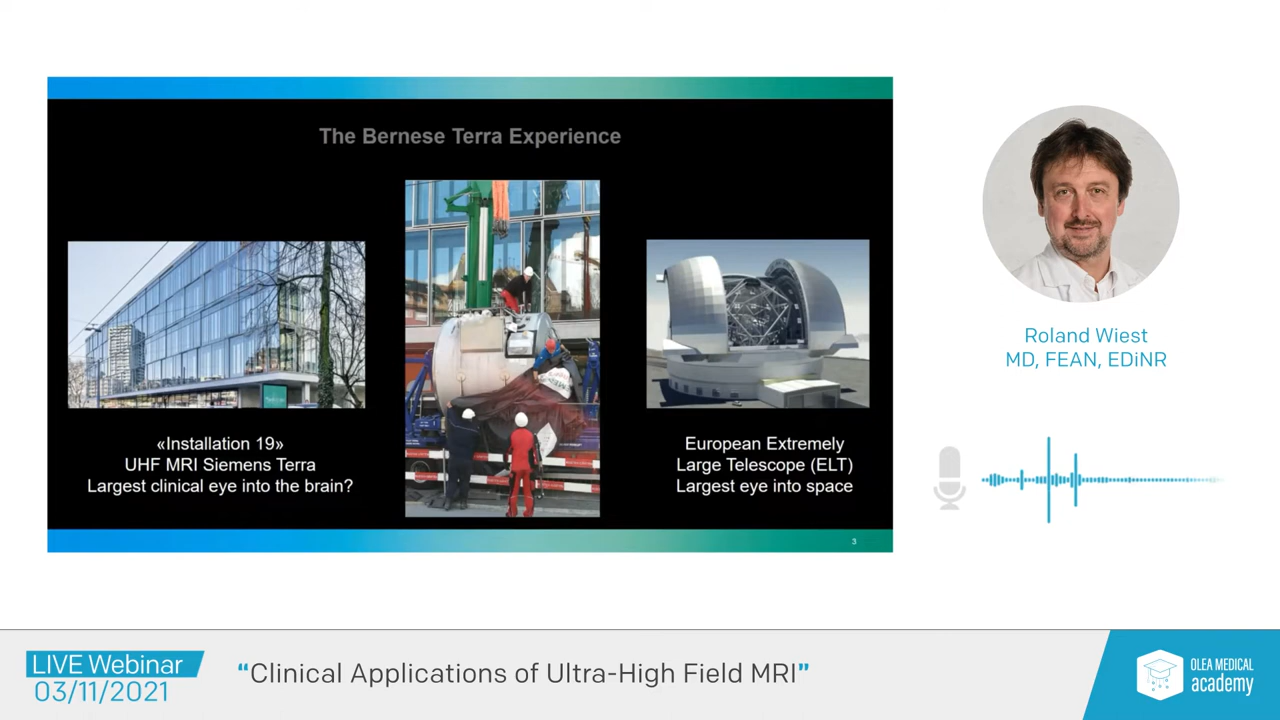 The Bernese Terra Experience
«Installation 19»
UHF MRI Siemens Terra
Largest clinical eye into the brain?
European Extremely
Large Telescope (ELT)
Largest eye into space
3
Roland Wiest
MD, FEAN, EDiNR
LIVE Webinar
03/11/2021
“Clinical Applications of Ultra-High Field MRI”
OLEA MEDICAL
academy